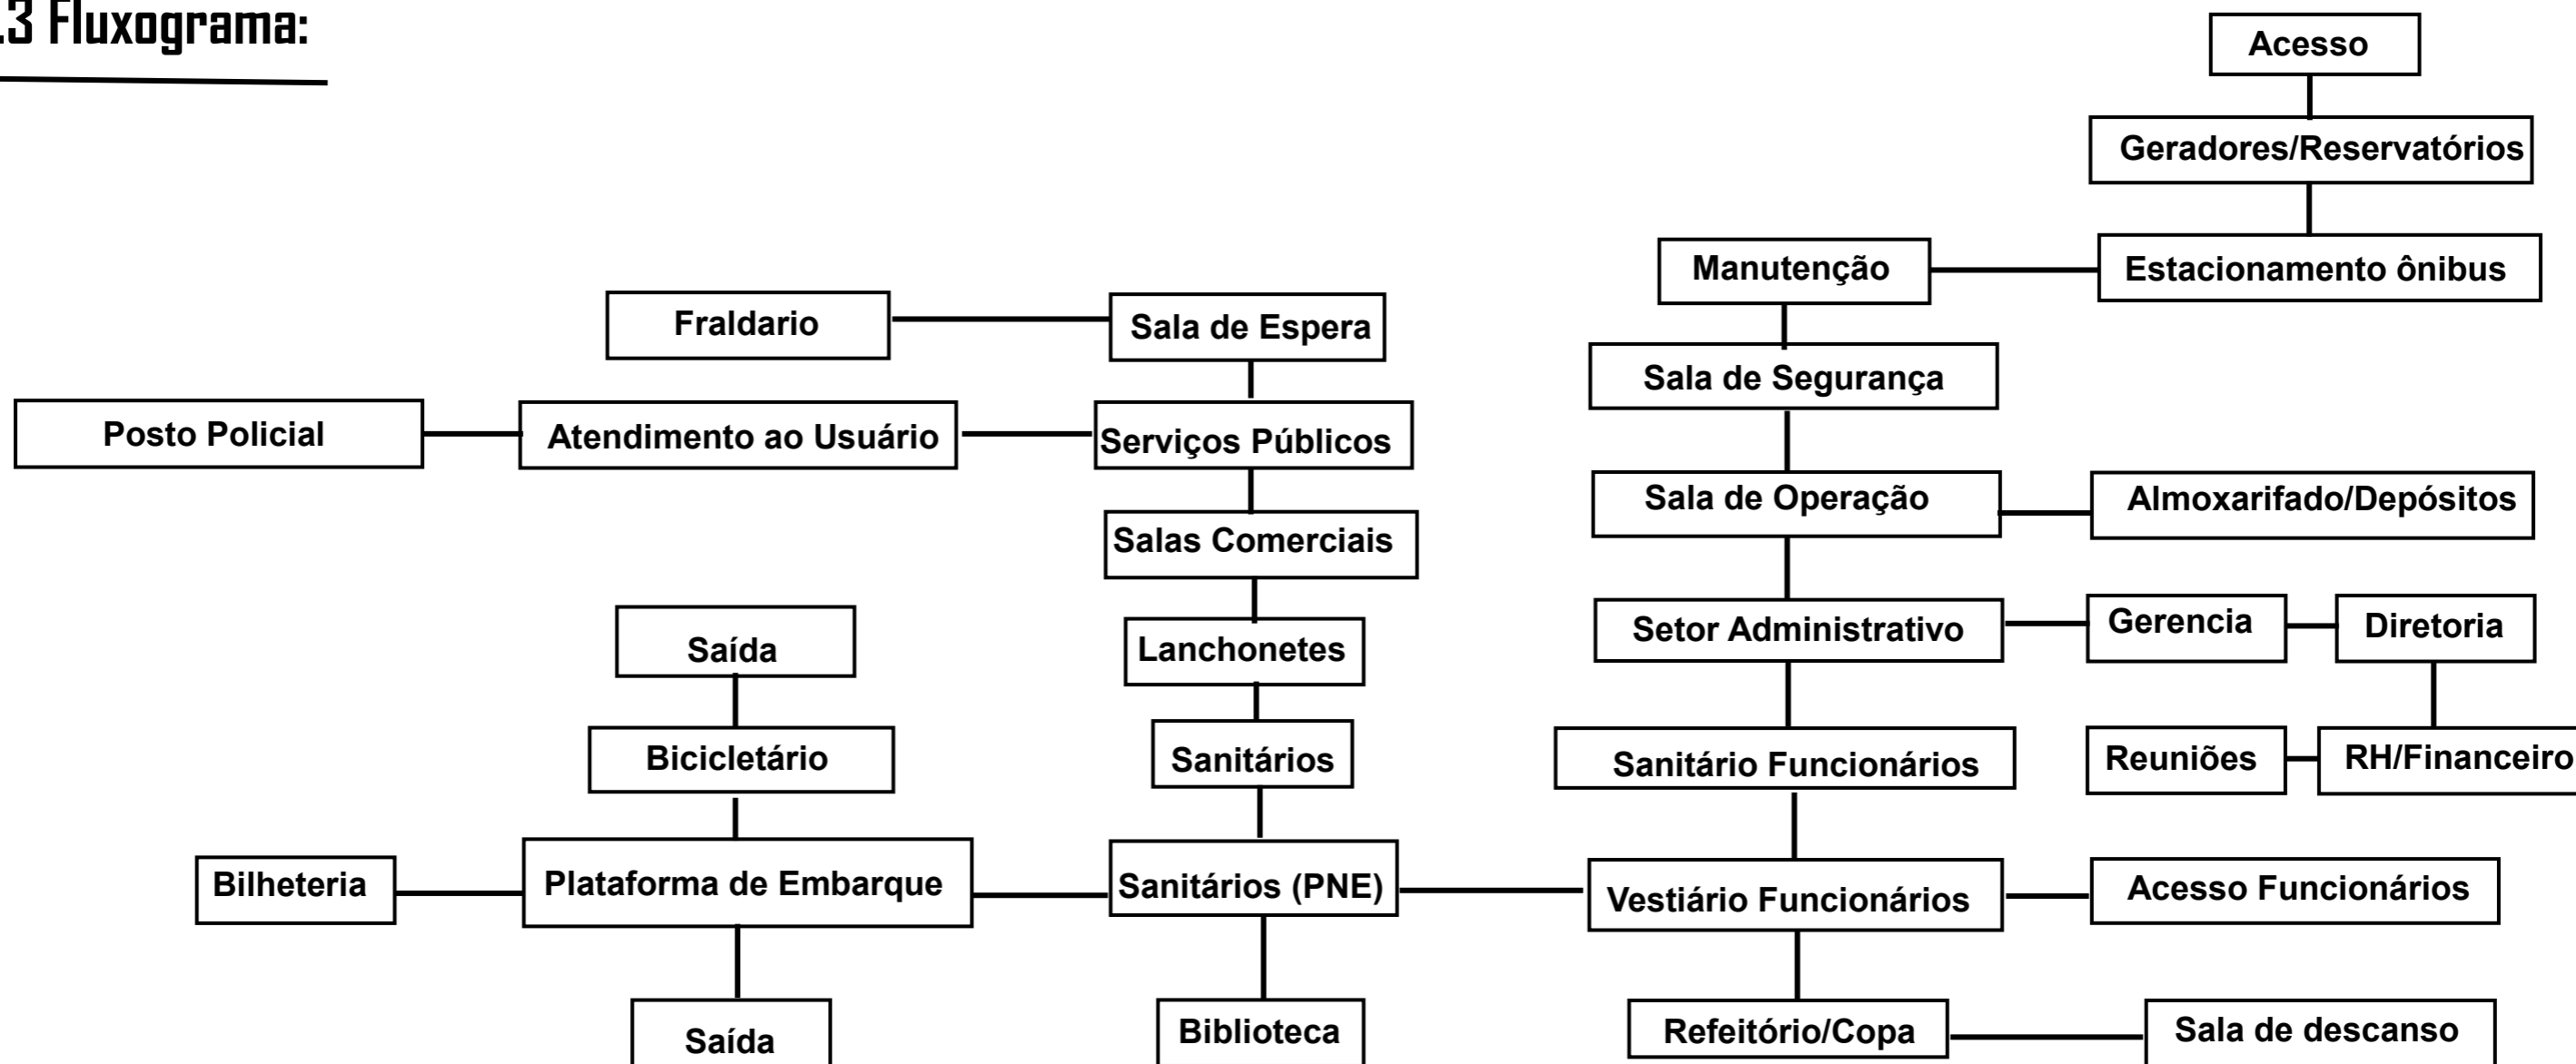 .3 Fluxograma:
Acesso
Geradores/Reservatórios
Manutenção
Estacionamento ônibus
Fraldario
Sala de Espera
Sala de Segurança
Posto Policial
Atendimento ao Usuário
Serviços Públicos
Sala de Operação
Almoxarifado/Depósitos
Salas Comerciais
Saída
Lanchonetes
Setor Administrativo
Gerencia
Diretoria
Bicicletário
Sanitários
Sanitário Funcionários
Reuniões
RH/Financeiro
Bilheteria
Plataforma de Embarque
Sanitários (PNE)
Vestiário Funcionários
Acesso Funcionários
Saída
Biblioteca
Refeitório/Copa
Sala de descanso